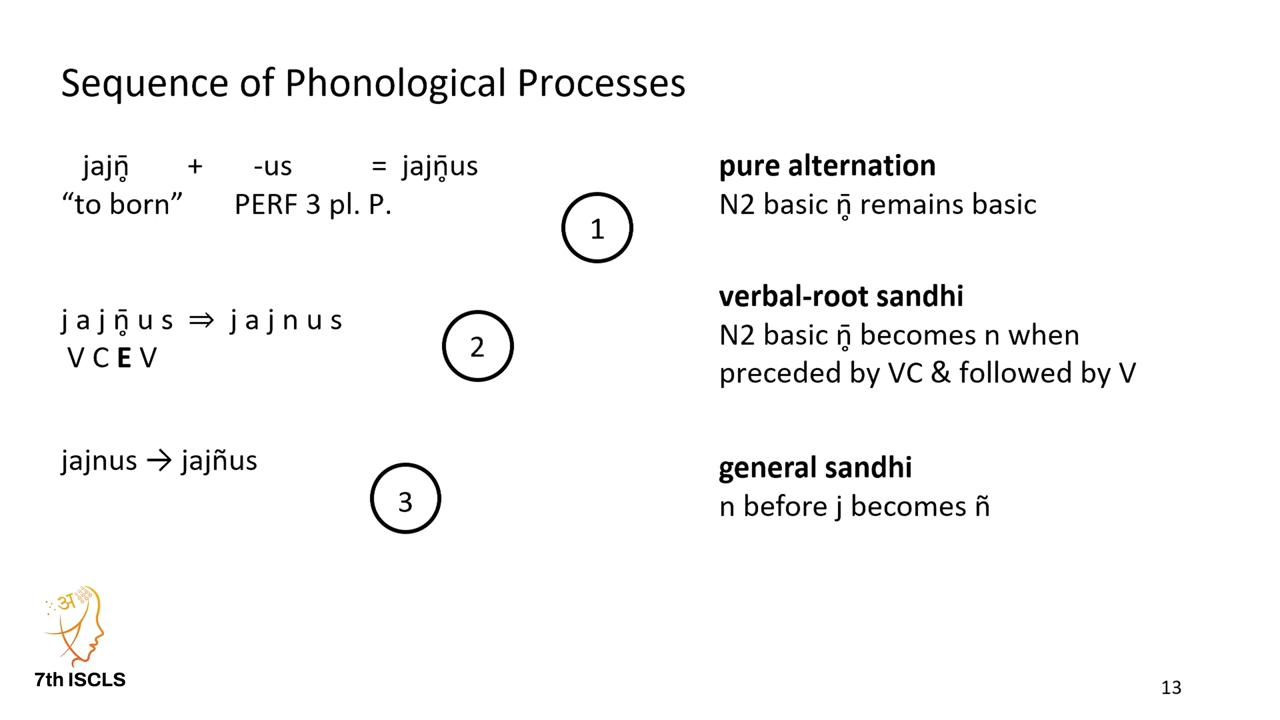 Sequence of Phonological Processes
jajn̥̄ + -us = jajn̥̄us
“to born” PERF 3 pl. P.
1
pure alternation
N2 basic n̥̄ remains basic
j a j n̥̄ u s ⇒ j a j n u s
V C E V
2
verbal-root sandhi
N2 basic n̥̄ becomes n when
preceded by VC & followed by V
jajnus → jajñus
3
general sandhi
n before j becomes ñ
अ
7th ISCLS
13